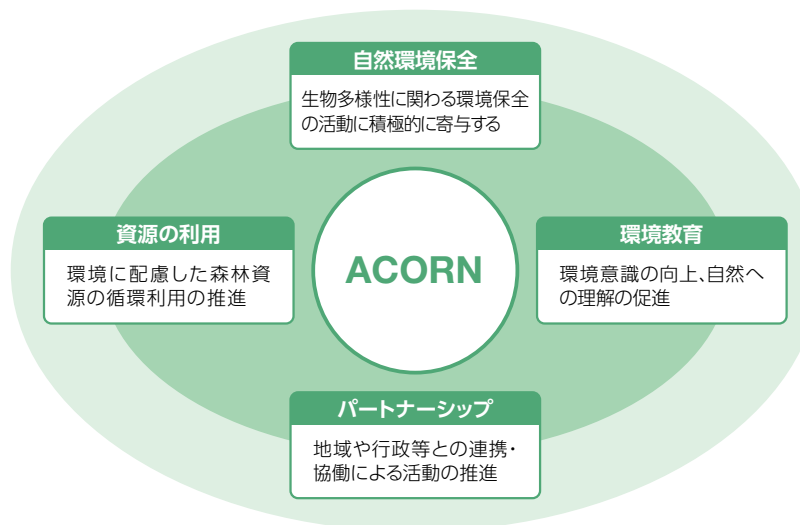 自然環境保全
生物多様性に関わる環境保全
の活動に積極的に寄与する
資源の利用
環境に配慮した森林資
源の循環利用の推進
ACORN
環境教育
環境意識の向上、自然へ
の理解の促進
パートナーシップ
地域や行政等との連携・
協働による活動の推進